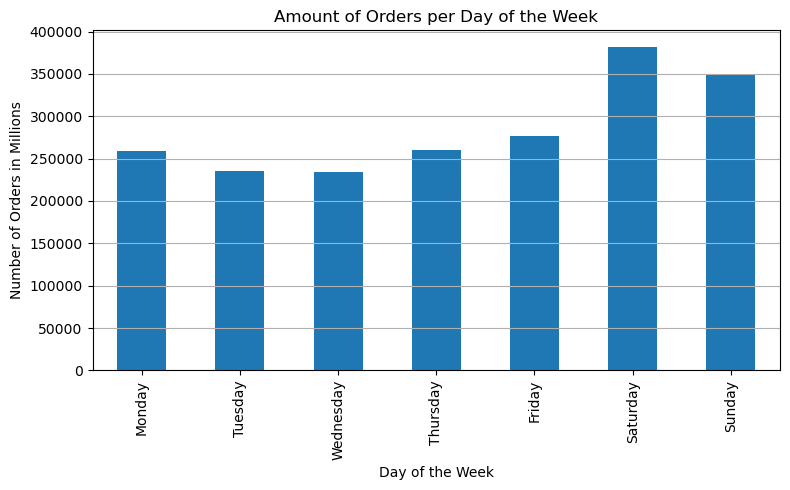 Amount of Orders per Day of the Week
Number of Orders in Millions
400000
350000
300000
250000
200000
150000
100000
50000
0
Monday
Tuesday
Wednesday
Thursday
Friday
Saturday
Sunday
Day of the Week